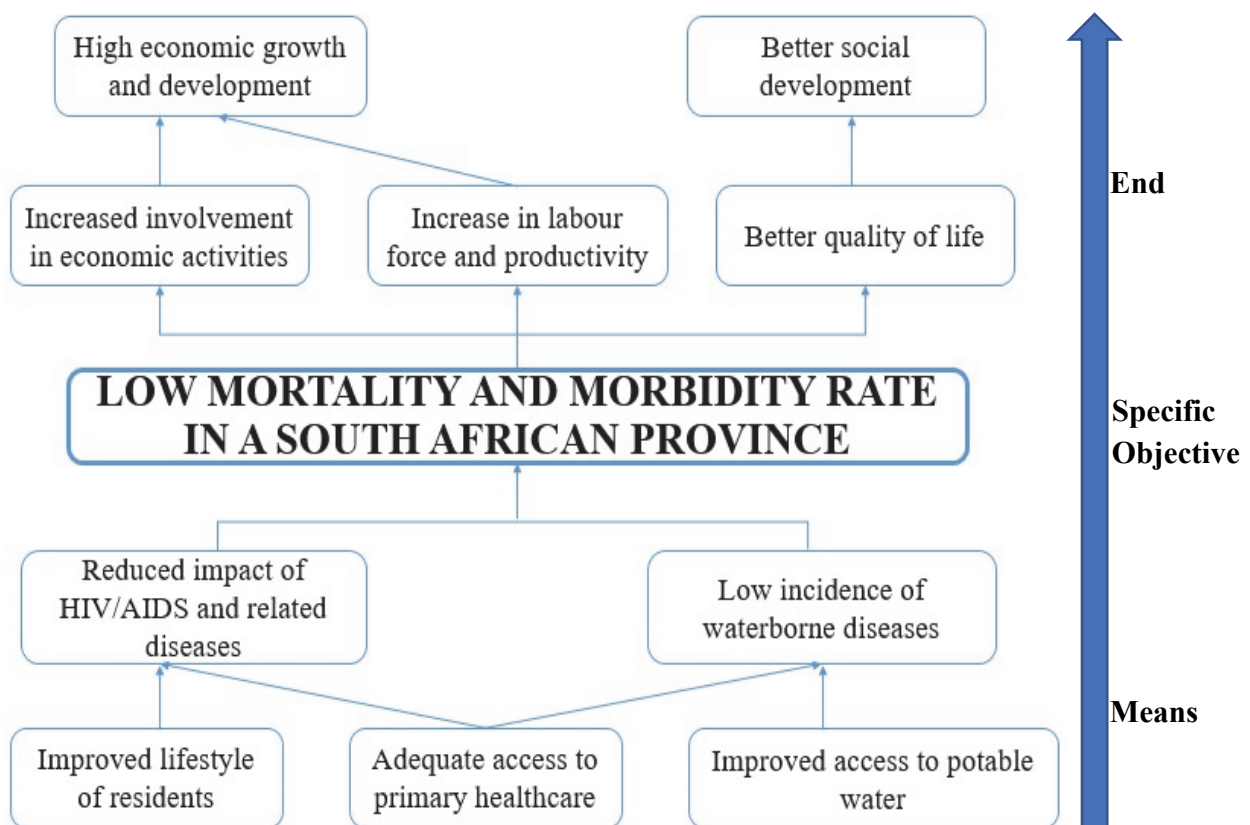 High economic growth
and development
Better social
development
End
Increased involvement
in economic activities
Increase in labour
force and productivity
Better quality of life
LOW MORTALITY AND MORBIDITY RATE
IN A SOUTH AFRICAN PROVINCE
Specific
Objective
Reduced impact of
HIV/AIDS and related
diseases
Low incidence of
waterborne diseases
Means
Improved lifestyle
of residents
Adequate access to
primary healthcare
Improved access to potable
water